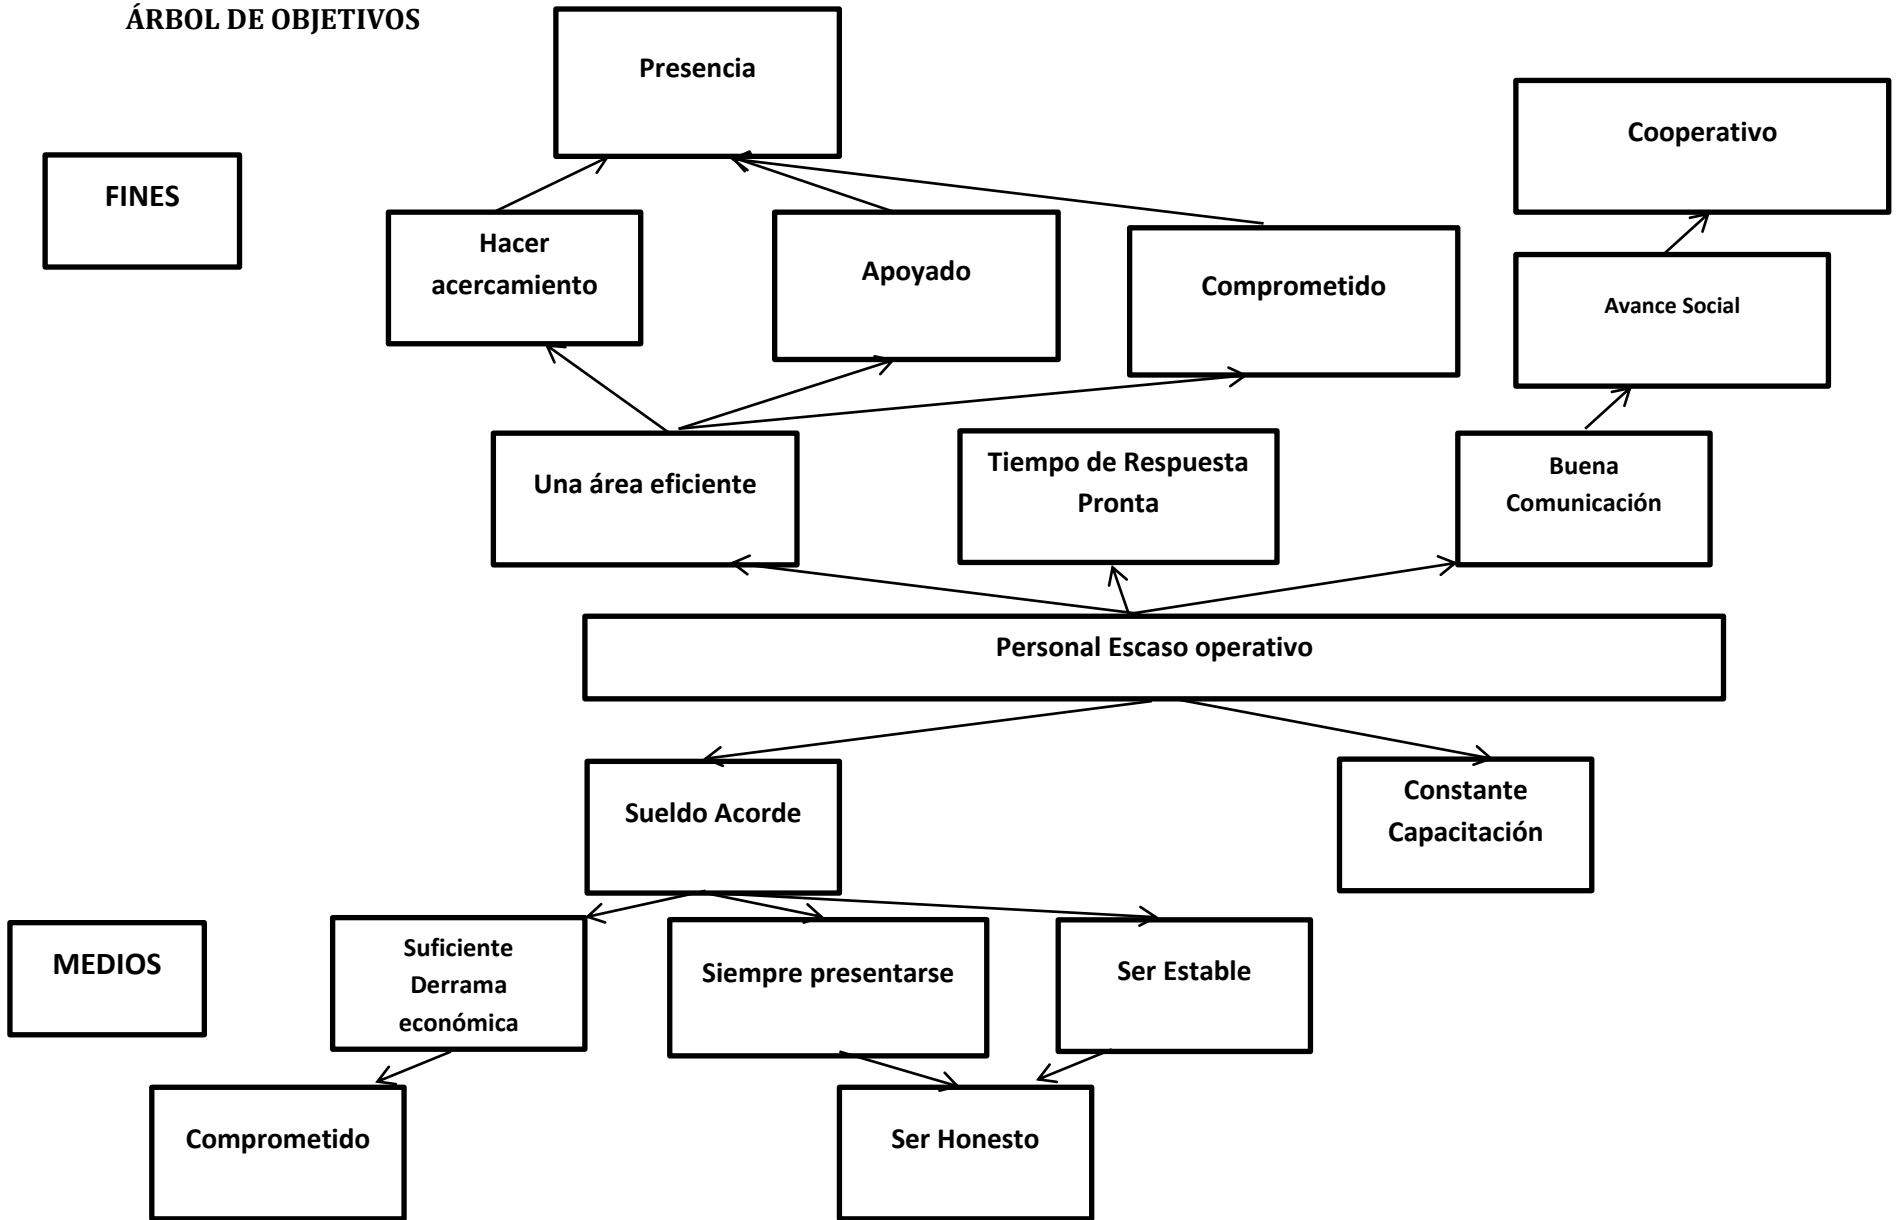 ÁRBOL DE OBJETIVOS
Presencia
Cooperativo
FINES
Hacer
acercamiento
Apoyado
Comprometido
Avance Social
Una área eficiente
Tiempo de Respuesta
Pronta
Buena
Comunicación
Personal Escaso operativo
Sueldo Acorde
Constante
Capacitación
MEDIOS
Suficiente
Derrama
económica
Siempre presentarse
Ser Estable
Comprometido
Ser Honesto